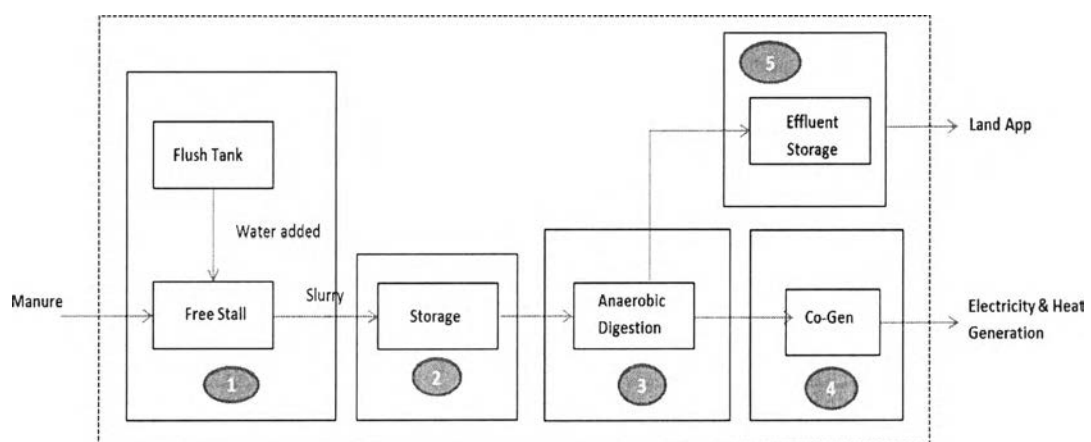 5
Effluent
Storage
Land App
Flush Tank
Water added
Manure
Free Stall
Slurry
Storage
Anaerobic
Digestion
Co-Gen
Electricity & Heat
Generation
1
2
3
4